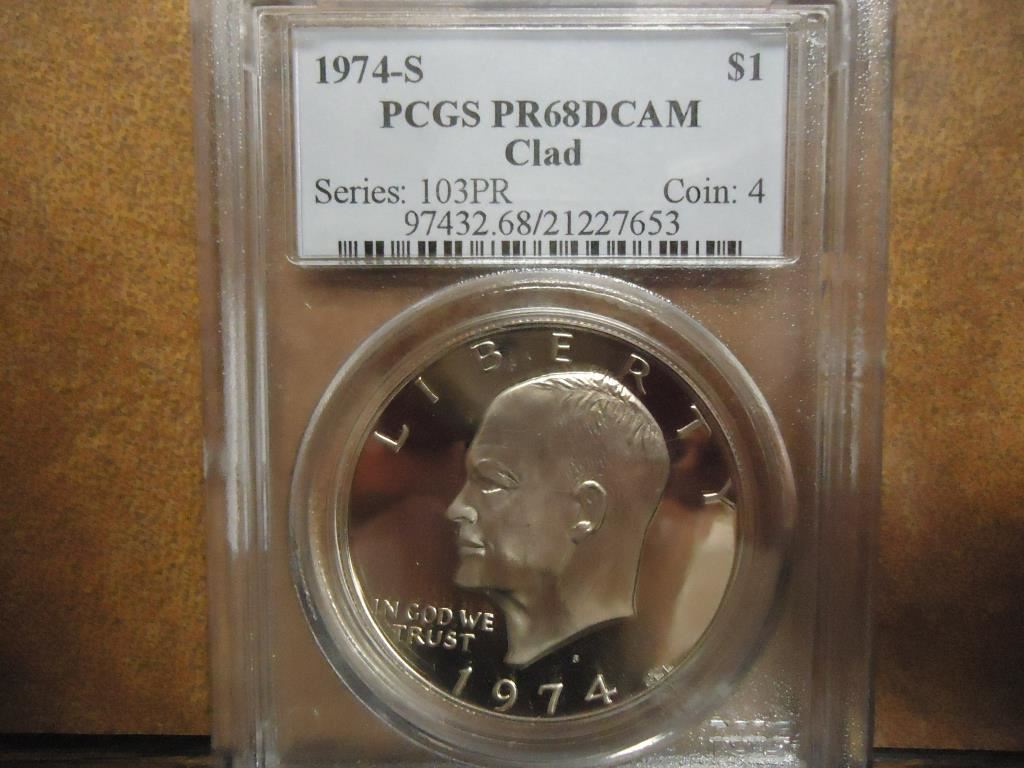 1974-S $1
PCGS PR68DCAM
Clad
Series: 103PR Coin: 4
97432.68/21227653
LIBERTY
IN GOD WE
TRUST
S
1974